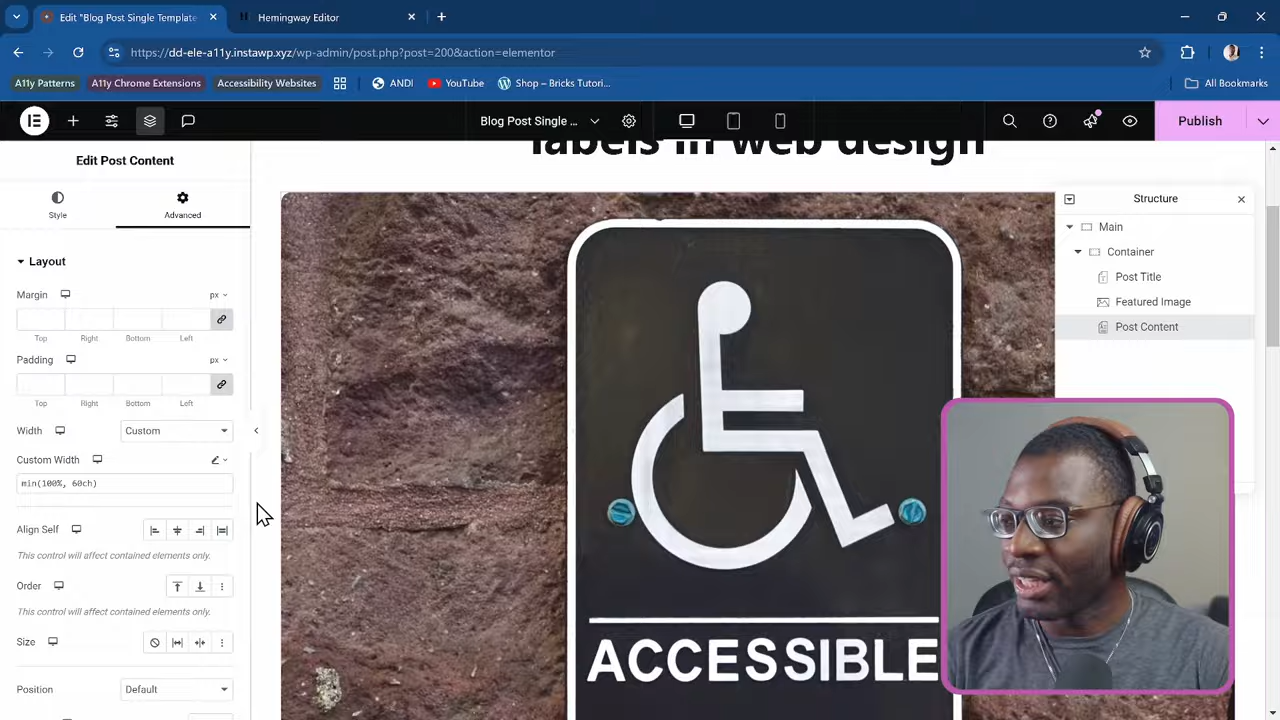 Edit "Blog Post Single Template
Hemingway Editor
https://dd-ele-a11y.instawp.xyz/wp-admin/post.php?post=200&action=elementor
A11y Patterns
A11y Chrome Extensions
Accessibility Websites
ANDI
YouTube
Shop – Bricks Tutori...
All Bookmarks
Blog Post Single ...
Publish
Edit Post Content
labels in web design
Style
Advanced
Structure
Main
Container
Post Title
Featured Image
Post Content
Layout
Margin
px
Top Right Bottom Left
Padding
px
Top Right Bottom Left
Width
Custom
Custom Width
min(100%, 60ch)
Align Self
This control will affect contained elements only.
Order
This control will affect contained elements only.
Size
Position
Default
ACCESSIBLE